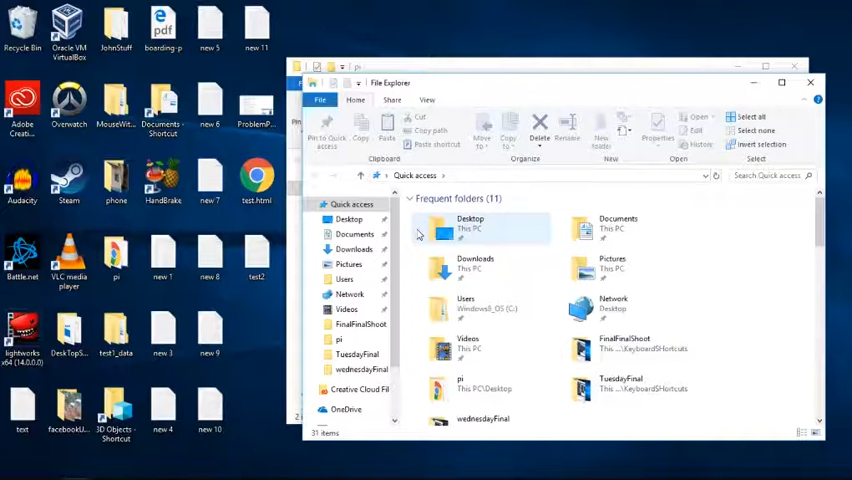 Recycle Bin
Oracle VM
VirtualBox
JohnStuff
pdf
boarding-p
new 5
new 11
Adobe
Creati...
Overwatch
MouseWit...
Documents -
Shortcut
new 6
ProblemP...
Audacity
Steam
phone
HandBrake
new 7
test.html
Battle.net
VLC media
player
pi
new 1
new 8
test2
lightworks
x64 (14.0.0.0)
DeskTopS...
test1_data
new 3
new 9
text
facebookU...
3D Objects -
Shortcut
new 4
new 10
pi
File Explorer
File
Home
Share
View
Pin to Quick
access
Copy
Paste
Cut
Copy path
Paste shortcut
Clipboard
Move
to
Copy
to
Delete
Rename
Organize
New
folder
New
Properties
Open
Edit
History
Open
Select all
Select none
Invert selection
Select
Quick access
Search Quick access
Quick access
Desktop
Documents
Downloads
Pictures
Users
Network
Videos
FinalFinalShoot
pi
TuesdayFinal
wednesdayFinal
Creative Cloud Fil
OneDrive
Frequent folders (11)
Desktop
This PC
Documents
This PC
Downloads
This PC
Pictures
This PC
Users
Windows8_OS (C:)
Network
Desktop
Videos
This PC
FinalFinalShoot
This ...\KeyboardSHortcuts
pi
This PC\Desktop
TuesdayFinal
This ...\KeyboardSHortcuts
wednesdayFinal
31 items